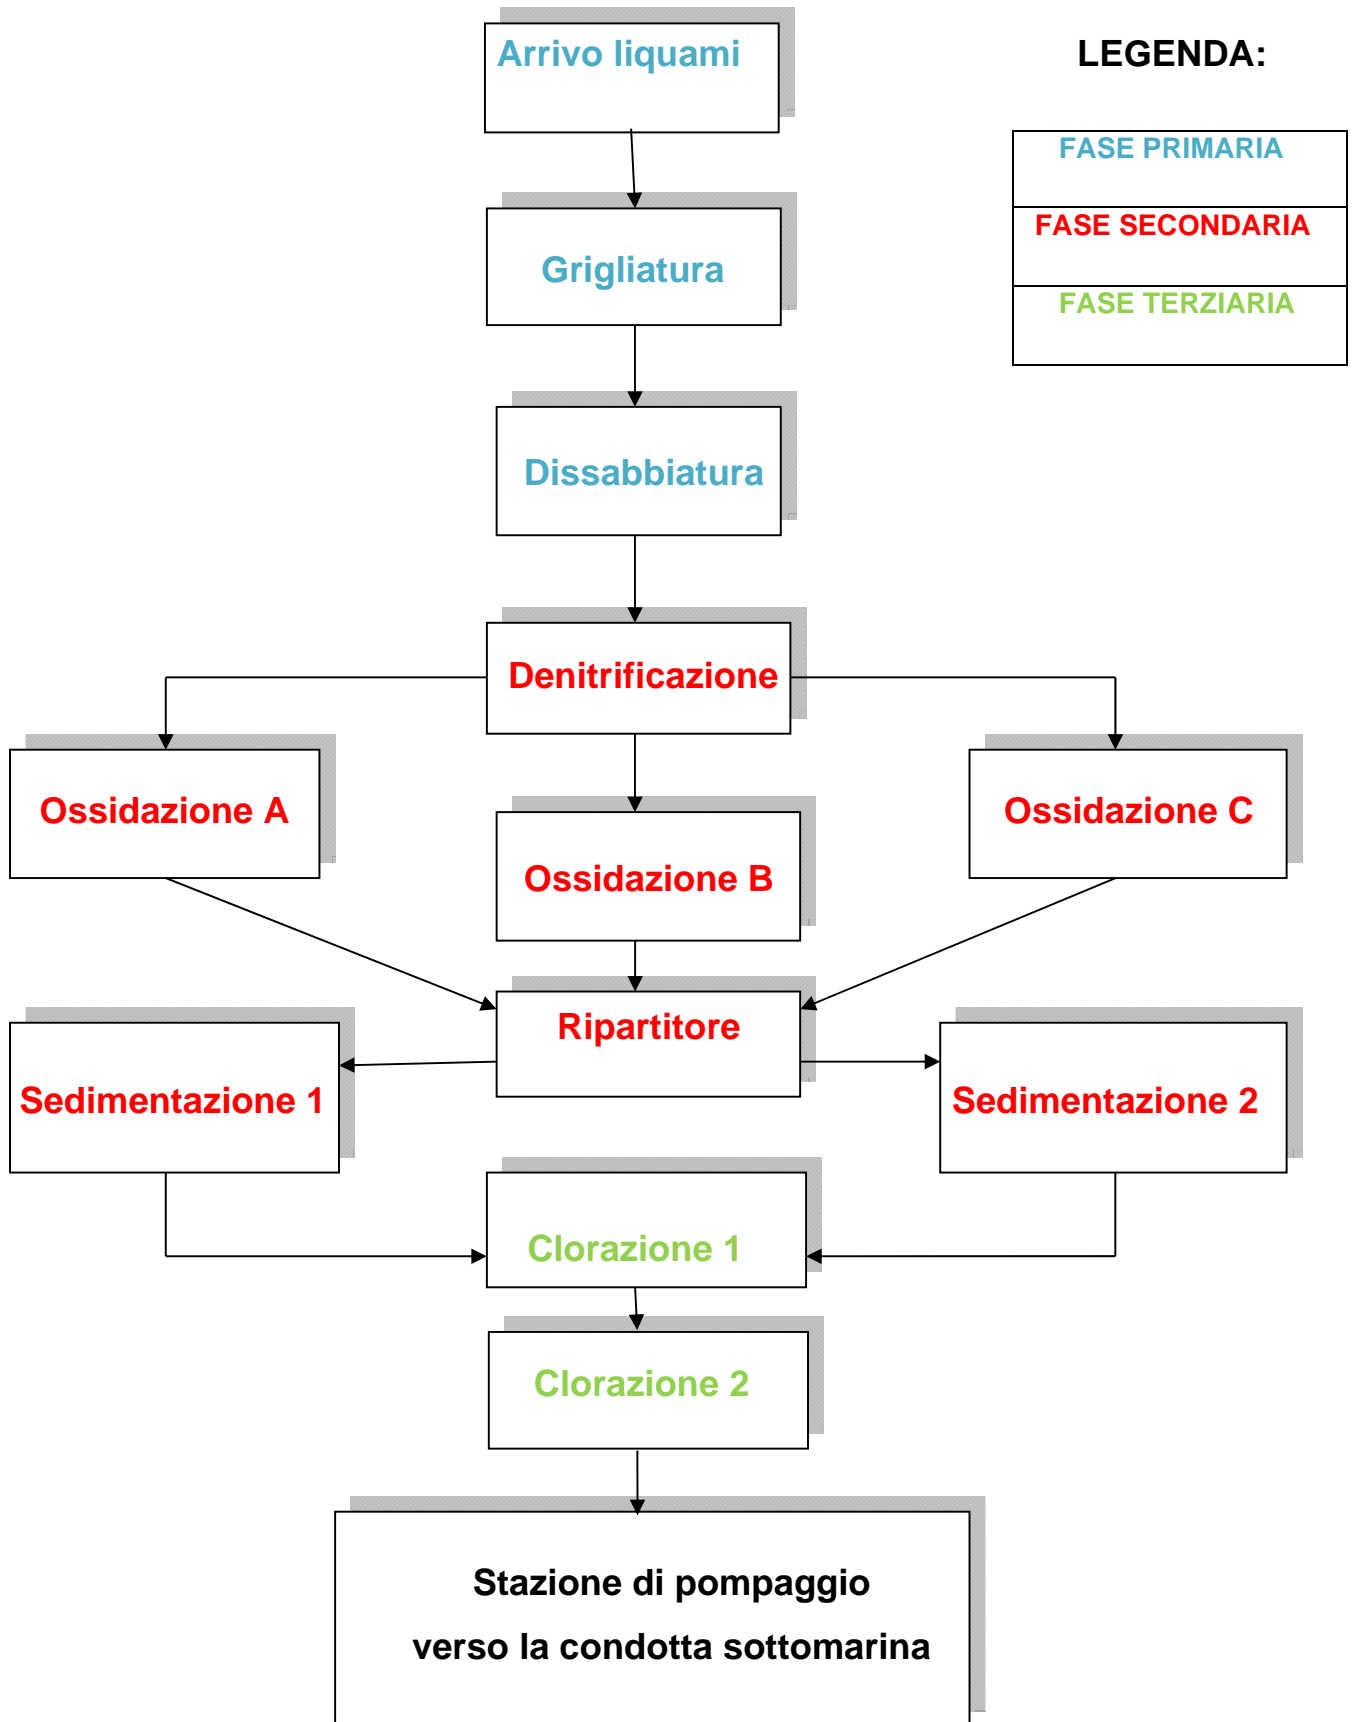 Arrivo liquami
LEGENDA:
FASE PRIMARIA
FASE SECONDARIA
FASE TERZIARIA
Grigliatura
Dissabbiatura
Denitrificazione
Ossidazione A
Ossidazione B
Ossidazione C
Ripartitore
Sedimentazione 1
Sedimentazione 2
Clorazione 1
Clorazione 2
Stazione di pompaggio
verso la condotta sottomarina